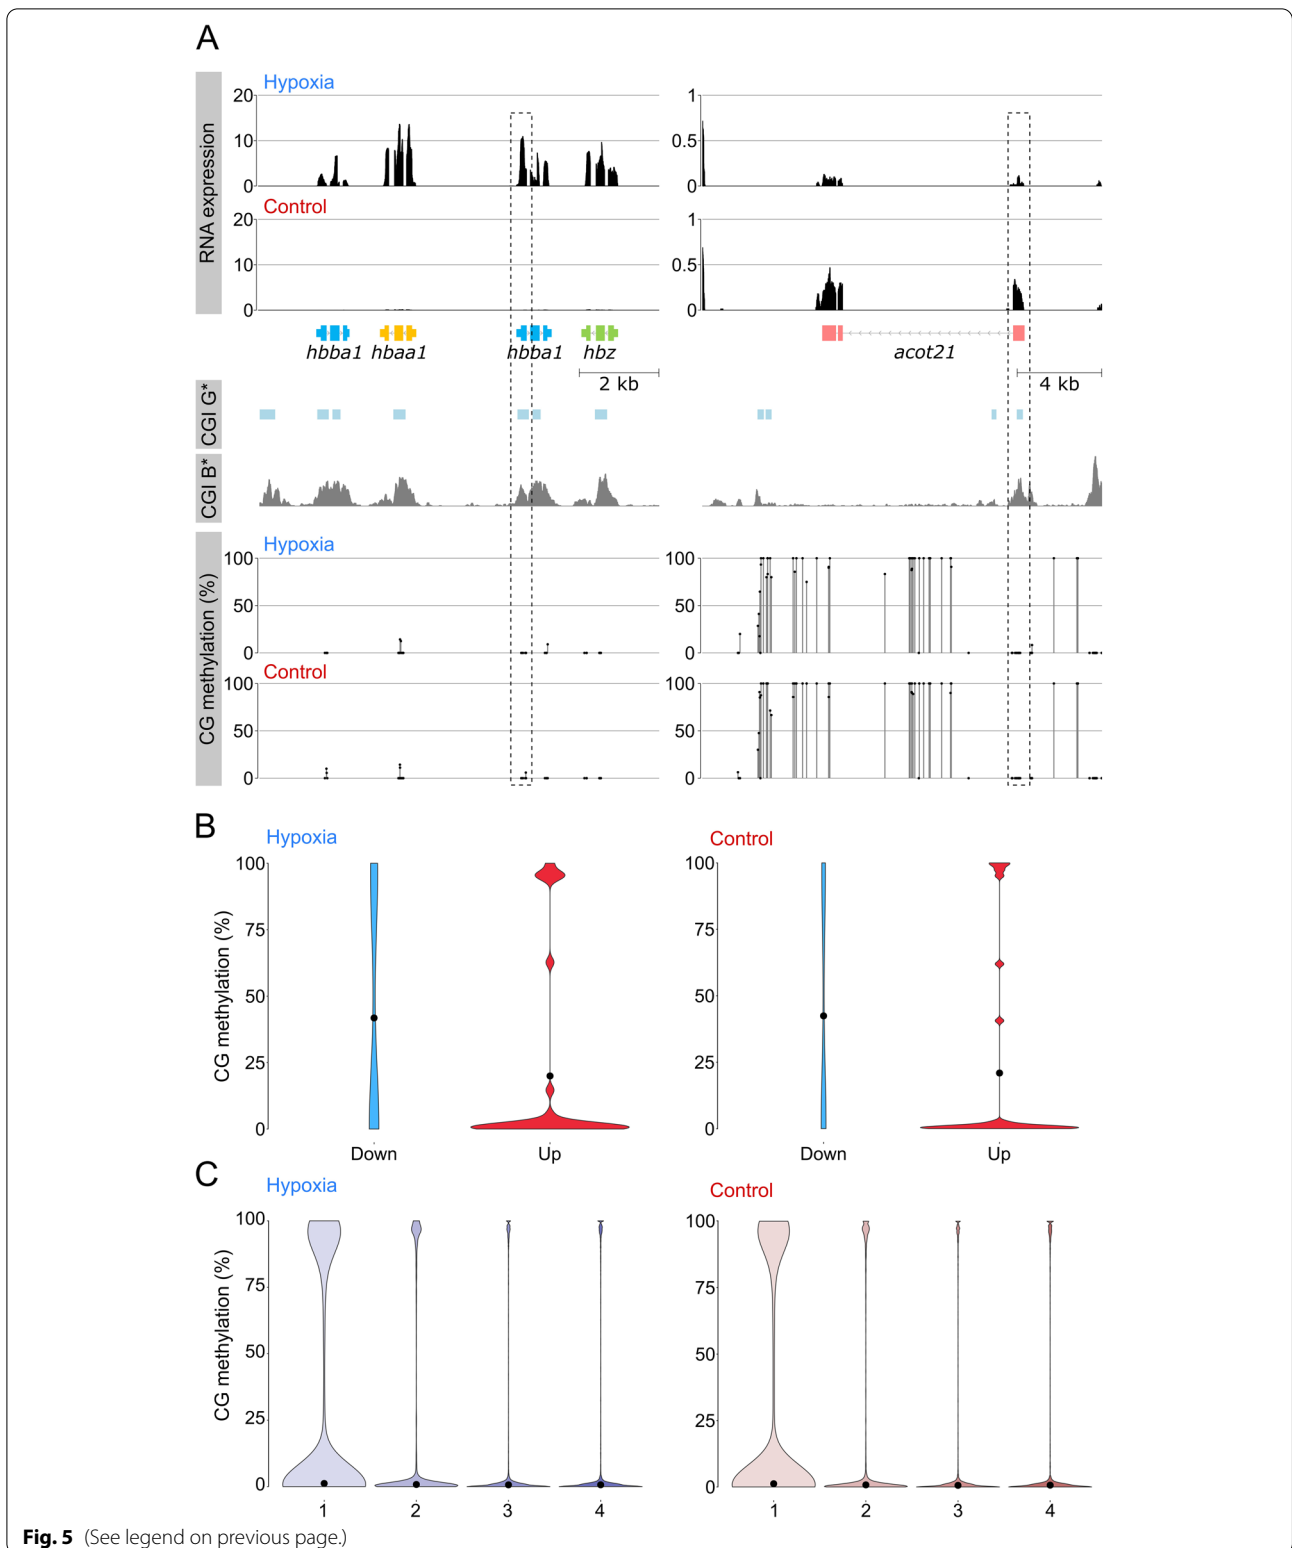 A
RNA expression
Hypoxia
20
10
0
1
0.5
0
Control
20
10
0
1
0.5
0
hbba1 hbaa1 hbba1 hbz
acot21
2 kb
4 kb
CGI G*
CGI B*
CG methylation (%)
Hypoxia
100
50
0
100
50
0
Control
100
50
0
100
50
0
B
Hypoxia
Control
CG methylation (%)
100
75
50
25
0
Down Up
100
75
50
25
0
Down Up
C
Hypoxia
Control
CG methylation (%)
100
75
50
25
0
1 2 3 4
100
75
50
25
0
1 2 3 4
Fig. 5 (See legend on previous page.)